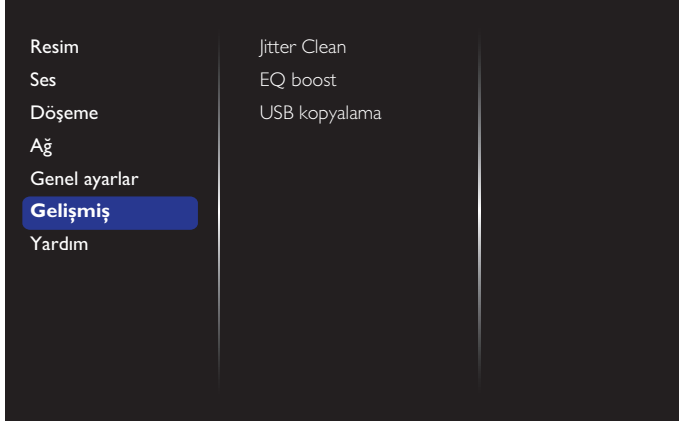 Resim
Ses
Döşeme
Ağ
Genel ayarlar
Gelişmiş
Yardım
Jitter Clean
EQ boost
USB kopyalama